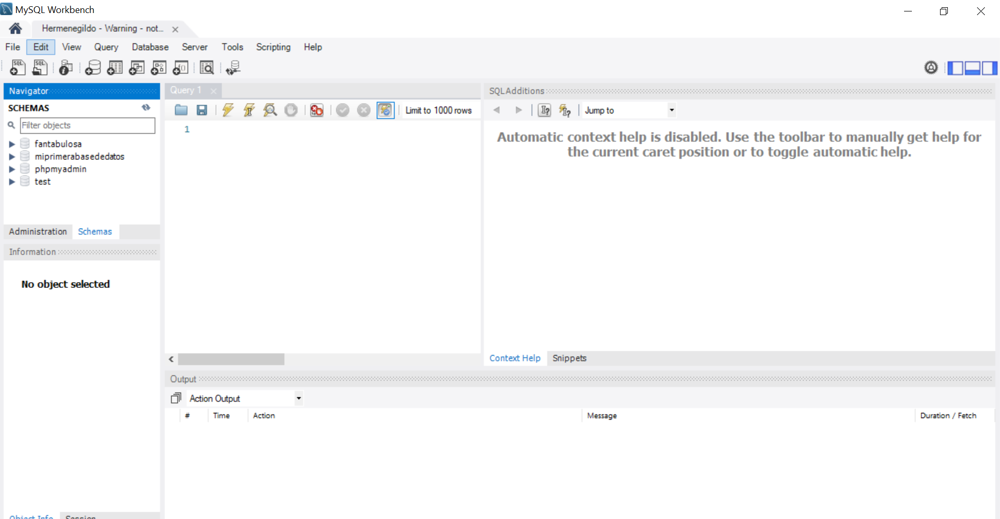 MySQL Workbench
Hermenegildo - Warning - not...
File Edit View Query Database Server Tools Scripting Help
SQL SQL
Navigator
SCHEMAS
Filter objects
fantabulosa
miprimerabasededatos
phpmyadmin
test
Administration Schemas
Information
No object selected
Object Info Session
Query 1
Limit to 1000 rows
1
SQLAdditions
Jump to
Automatic context help is disabled. Use the toolbar to manually get help for
the current caret position or to toggle automatic help.
Context Help Snippets
Output
Action Output
# Time Action Message Duration / Fetch